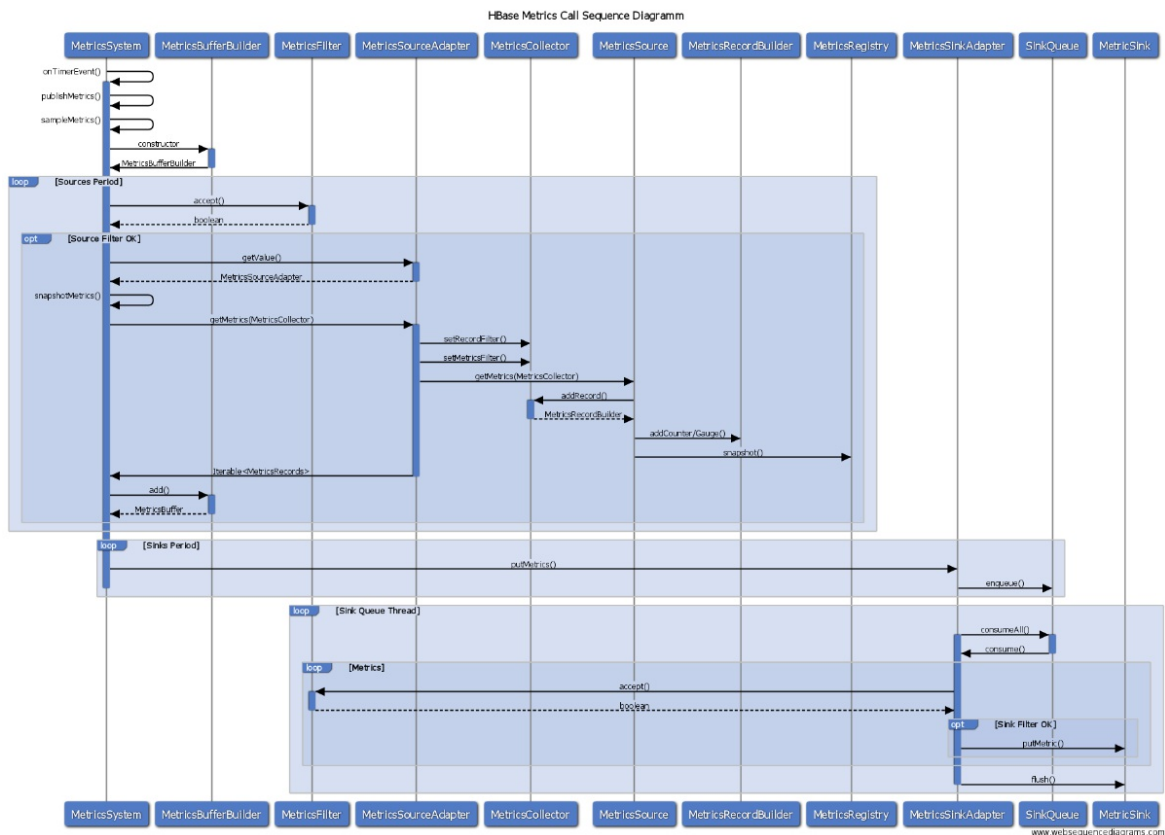 HBase Metrics Call Sequence Diagramm
MetricsSystem MetricsBufferBuilder MetricsFilter MetricsSourceAdapter MetricsCollector MetricsSource MetricsRecordBuilder MetricsRegistry MetricsSinkAdapter SinkQueue MetricSink
onTimerEvent()
publishMetrics()
sampleMetrics()
constructor
MetricsBufferBuilder
loop [Sources Period]
accept()
boolean
opt [Source Filter OK]
getValue()
MetricsSourceAdapter
snapshotMetrics()
getMetrics(MetricsCollector)
setRecordFilter()
setMetricsFilter()
getMetrics(MetricsCollector)
addRecord()
MetricsRecordBuilder
addCounter/Gauge()
snapshot()
Iterable<MetricsRecords>
add()
MetricsBuffer
loop [Sinks Period]
putMetrics()
enqueue()
loop [Sink Queue Thread]
consumeAll()
consume()
loop [Metrics]
accept()
boolean
opt [Sink Filter OK]
putMetric()
flush()
MetricsSystem MetricsBufferBuilder MetricsFilter MetricsSourceAdapter MetricsCollector MetricsSource MetricsRecordBuilder MetricsRegistry MetricsSinkAdapter SinkQueue MetricSink
www.websequencediagrams.com